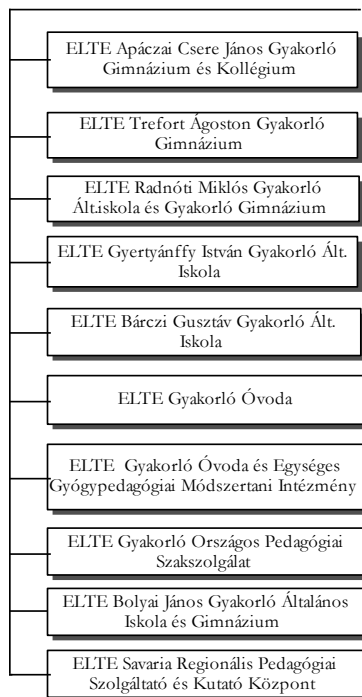 ELTE Apáczai Csere János Gyakorló
Gimnázium és Kollégium
ELTE Trefort Ágoston Gyakorló
Gimnázium
ELTE Radnóti Miklós Gyakorló
Ált.iskola és Gyakorló Gimnázium
ELTE Gyertyánffy István Gyakorló Ált.
Iskola
ELTE Bárczi Gusztáv Gyakorló Ált.
Iskola
ELTE Gyakorló Óvoda
ELTE Gyakorló Óvoda és Egységes
Gyógypedagógiai Módszertani Intézmény
ELTE Gyakorló Országos Pedagógiai
Szakszolgálat
ELTE Bolyai János Gyakorló Általános
Iskola és Gimnázium
ELTE Savaria Regionális Pedagógiai
Szolgáltató és Kutató Központ